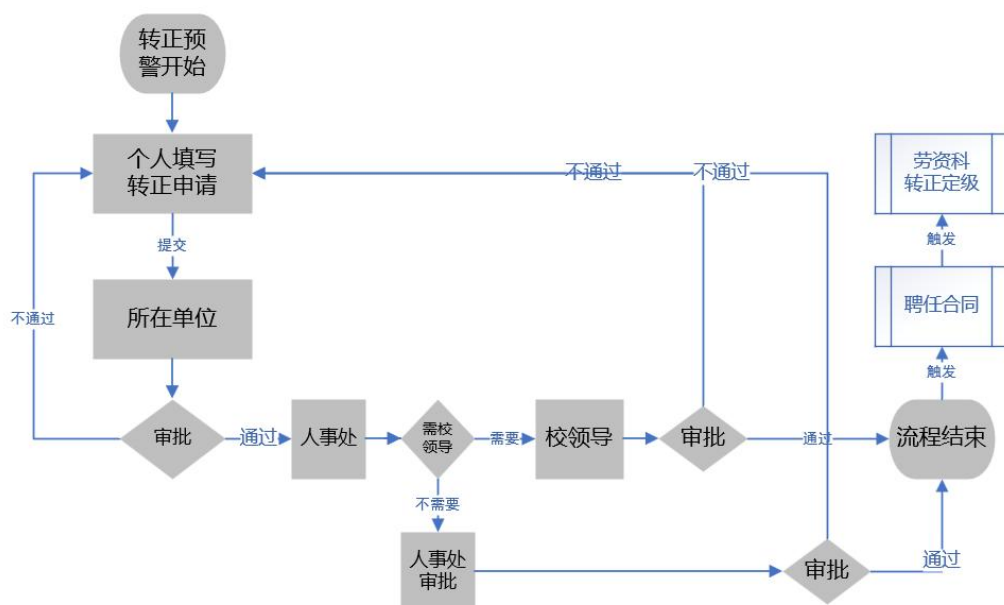 转正预
警开始
个人填写
转正申请
不通过
不通过
劳资科
转正定级
提交
触发
所在单位
聘任合同
不通过
触发
审批
通过
人事处
需校
领导
需要
校领导
审批
通过
流程结束
不需要
人事处
审批
审批
通过